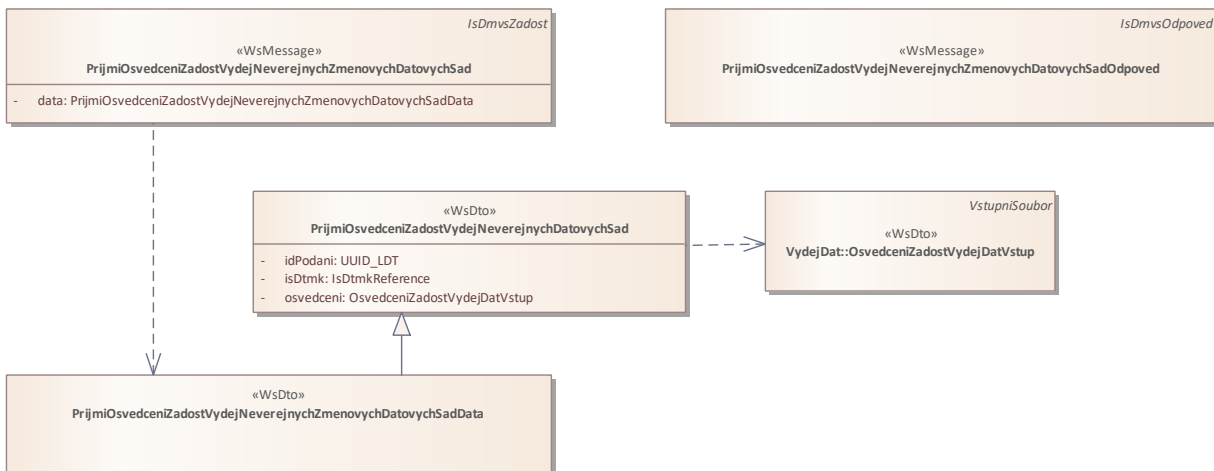 IsDmvsZadost
«WsMessage»
PrijmiOsvedceniZadostVydejNeverejnychZmenovychDatovychSad
- data: PrijmiOsvedceniZadostVydejNeverejnychZmenovychDatovychSadData
IsDmvsOdpoved
«WsMessage»
PrijmiOsvedceniZadostVydejNeverejnychZmenovychDatovychSadOdpoved
«WsDto»
PrijmiOsvedceniZadostVydejNeverejnychDatovychSad
- idPodani: UUID_LDT
- isDtmk: IsDtmkReference
- osvedceni: OsvedceniZadostVydejDatVstup
VstupniSoubor
«WsDto»
VydejDat::OsvedceniZadostVydejDatVstup
«WsDto»
PrijmiOsvedceniZadostVydejNeverejnychZmenovychDatovychSadData